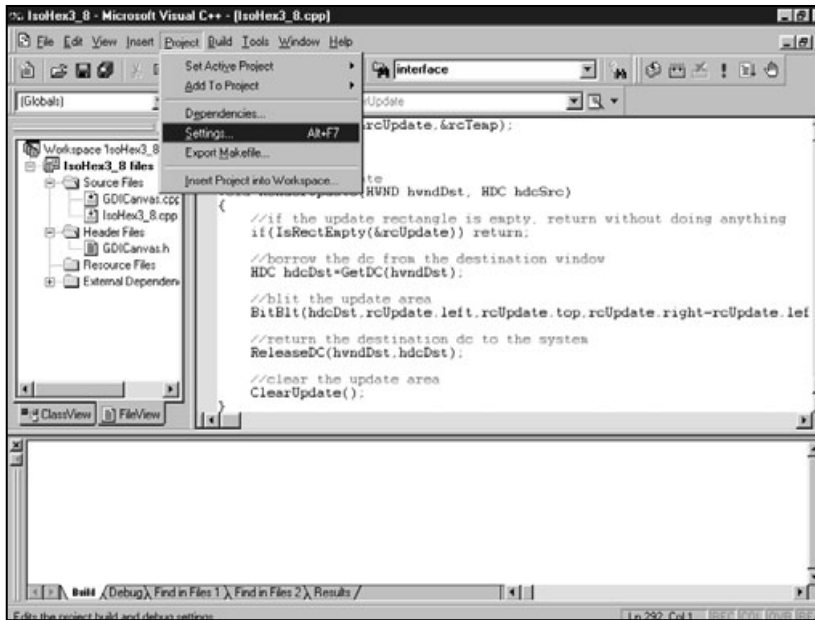 IsoHex3_8 - Microsoft Visual C++ - [IsoHex3_8.cpp]
File Edit View Insert Project Build Tools Window Help
Set Active Project
Add To Project
Dependencies...
Settings... Alt+F7
Export Makefile...
Insert Project into Workspace...
interface
(Globals)
Update
Workspace 'IsoHex3_8
IsoHex3_8 files
Source Files
GDICanvas.cpp
IsoHex3_8.cpp
Header Files
GDICanvas.h
Resource Files
External Dependen
ClassView FileView
rcUpdate,&rcTemp);
(HWND hwndDst, HDC hdcSrc)
{
//if the update rectangle is empty, return without doing anything
if(IsRectEmpty(&rcUpdate)) return;
//borrow the dc from the destination window
HDC hdcDst=GetDC(hwndDst);
//blit the update area
BitBlt(hdcDst,rcUpdate.left,rcUpdate.top,rcUpdate.right-rcUpdate.lef
//return the destination dc to the system
ReleaseDC(hwndDst,hdcDst);
//clear the update area
ClearUpdate();
}
Build Debug Find in Files 1 Find in Files 2 Results
Edits the project build and debug settings
Ln 292, Col 1 REC COL OVR